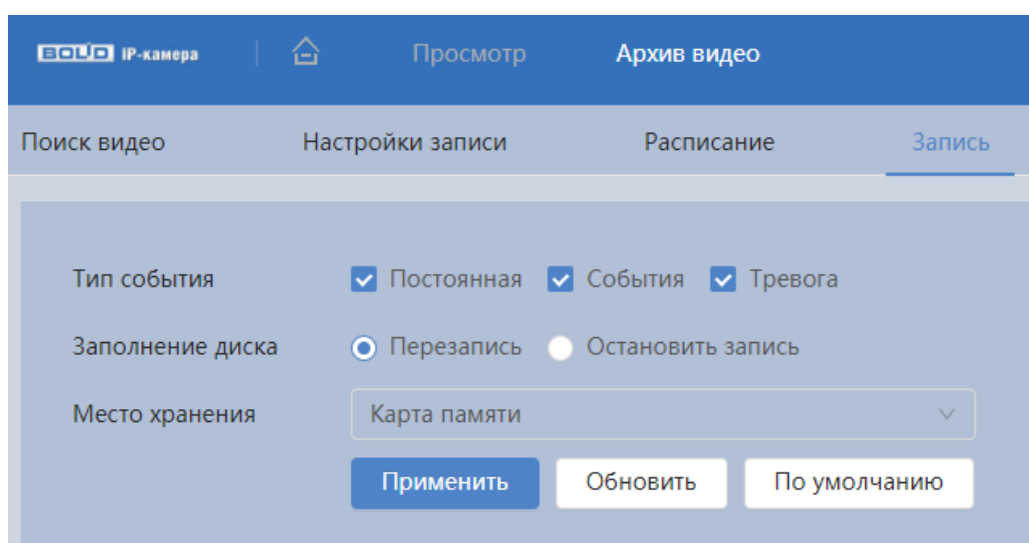 BOLID IP-камера Просмотр Архив видео
Поиск видео Настройки записи Расписание Запись
Тип события Постоянная События Тревога
Заполнение диска Перезапись Остановить запись
Место хранения Карта памяти
Применить Обновить По умолчанию